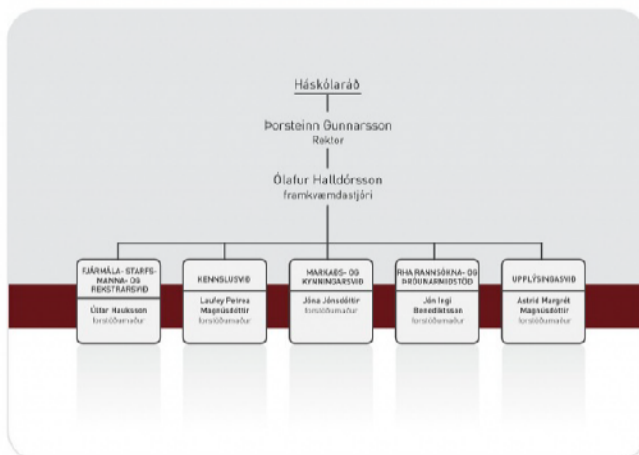 Háskólaráð
Þorsteinn Gunnarsson
Rektor
Ólafur Halldórsson
framkvæmdastjóri
FJÁRMÁLA- STARFS-
MANNA- OG
REKSTRARSVIÐ
Úlfar Hauksson
forstöðumaður
KENNSLUSVIÐ
Laufey Petrea
Magnúsdóttir
forstöðumaður
MARKAÐS- OG
KYNNINGARSVIÐ
Jóna Jónsdóttir
forstöðumaður
RHA RANNSÓKNA- OG
ÞRÓUNARMIÐSTÖÐ
Jón Ingi
Benediktsson
forstöðumaður
UPPLÝSINGASVIÐ
Astrid Margrét
Magnúsdóttir
forstöðumaður